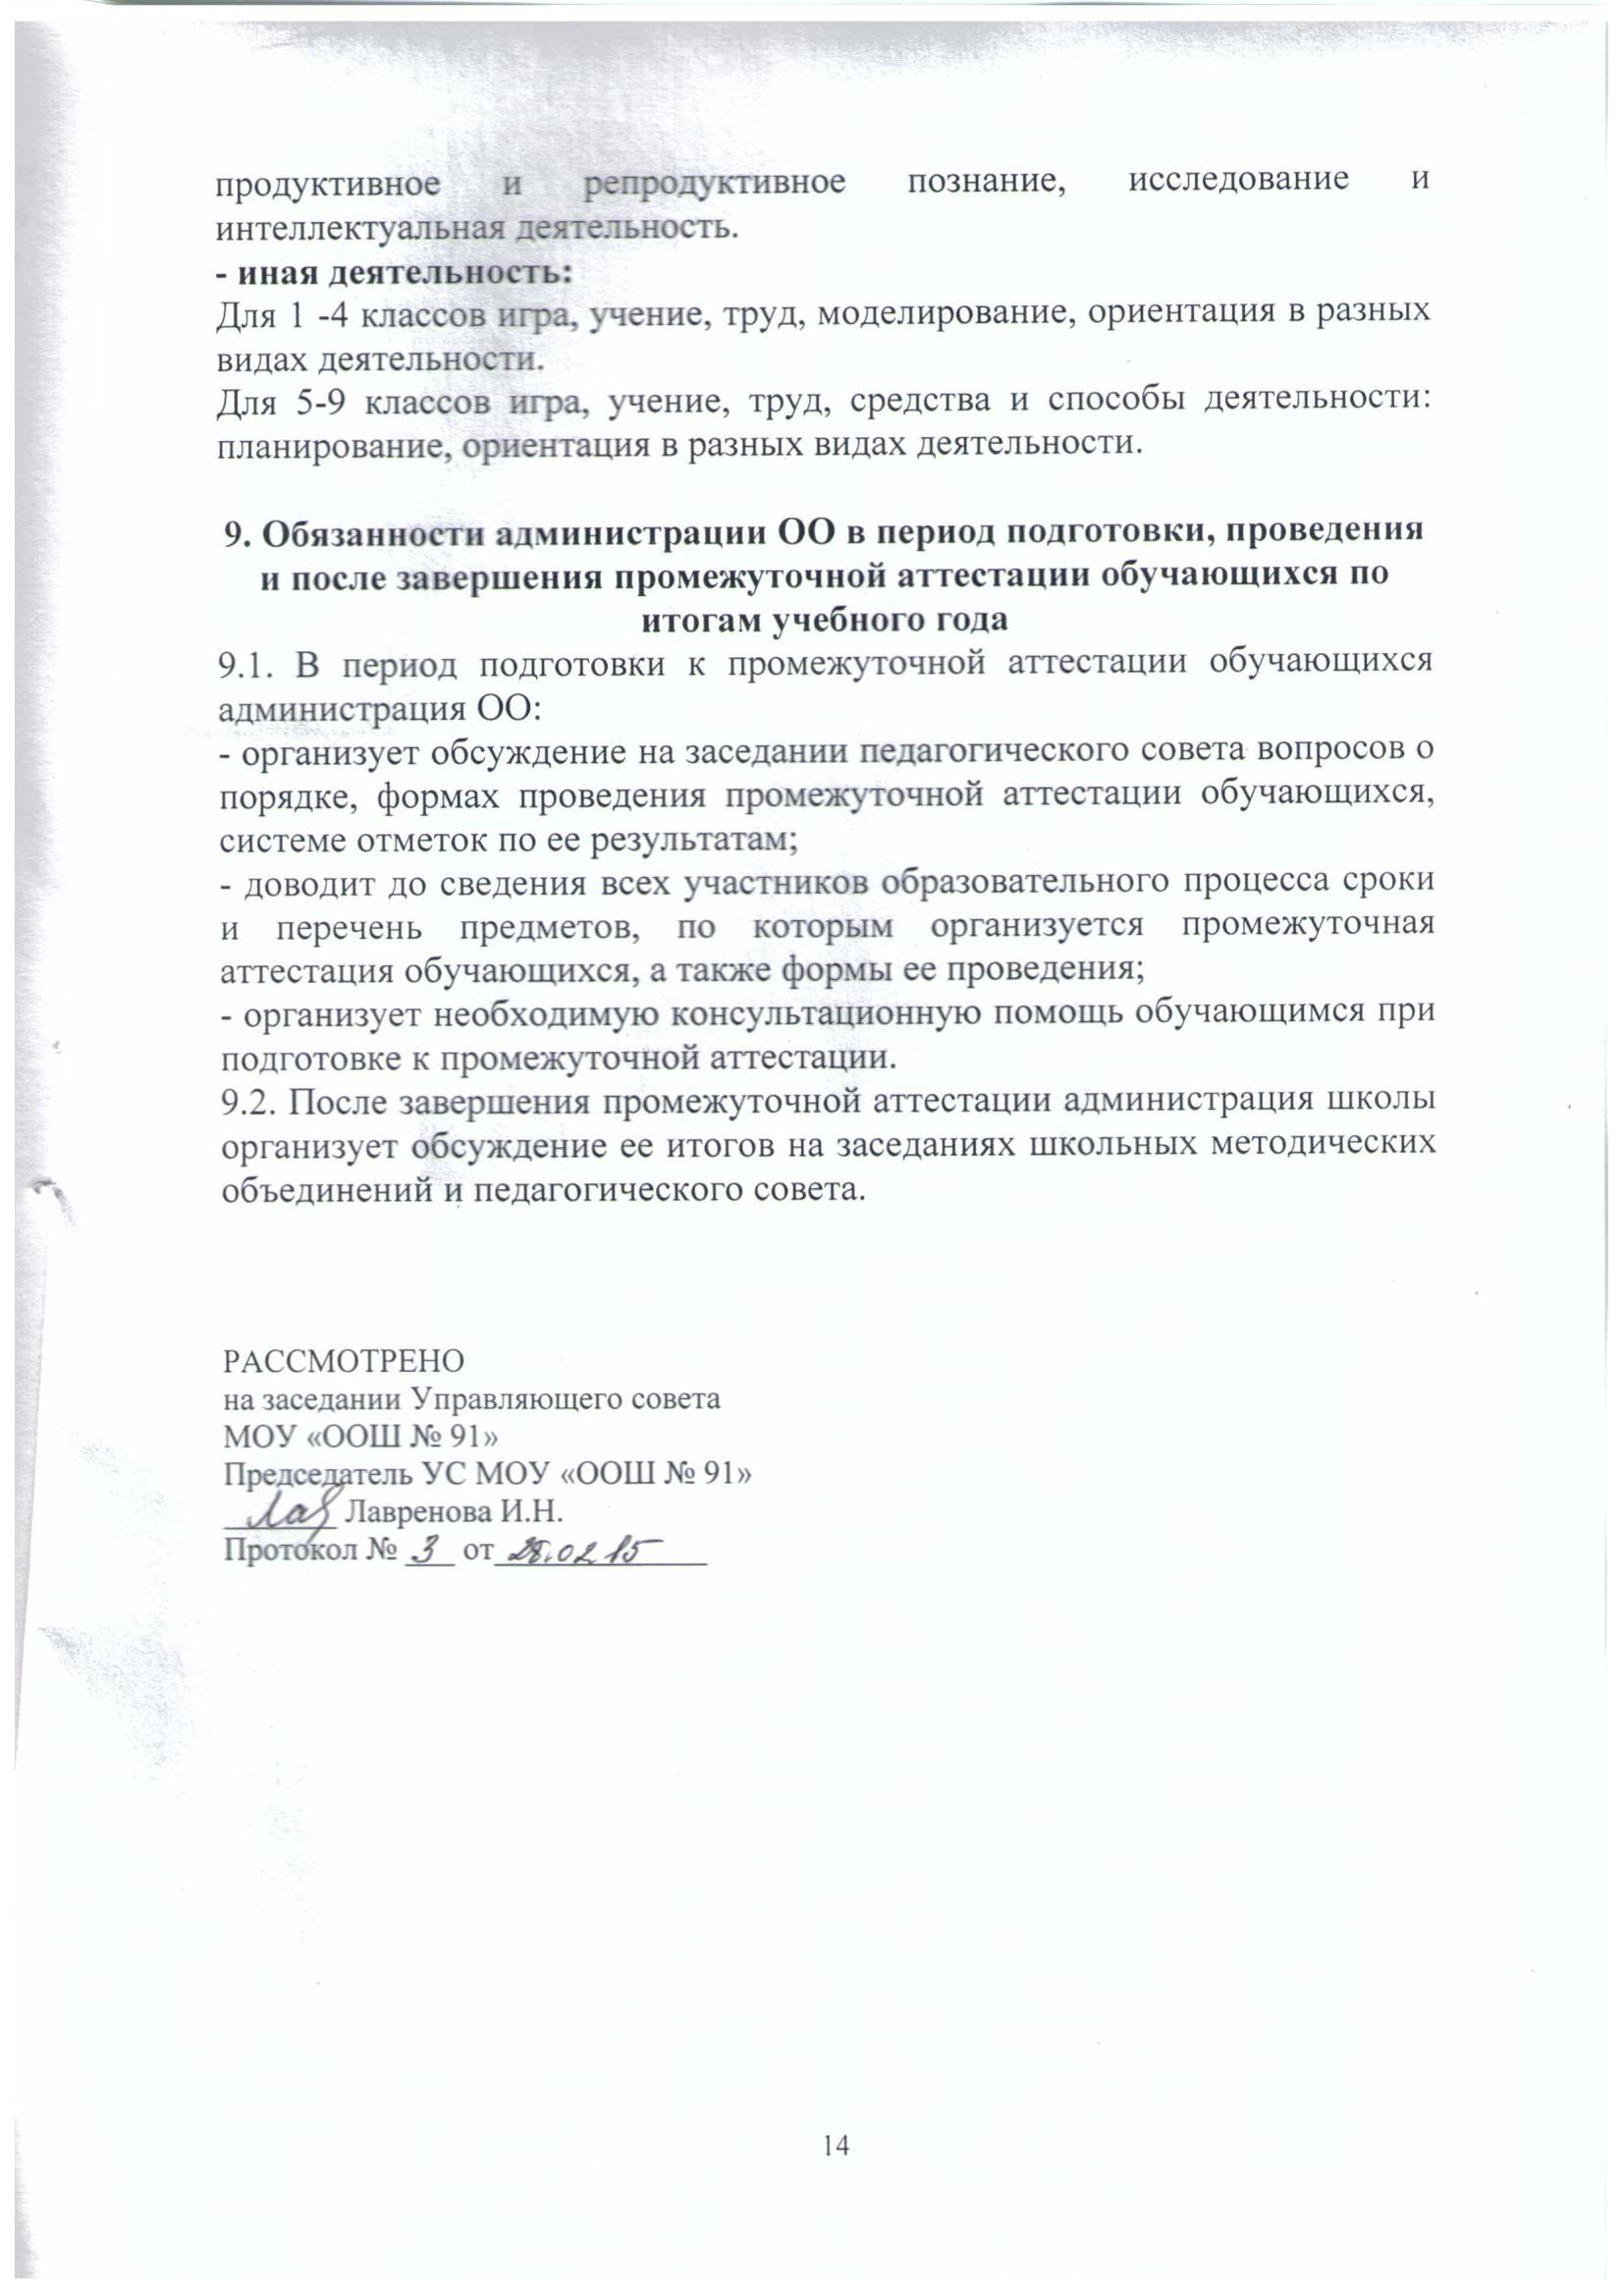 продуктивное и репродуктивное познание, исследование и
интеллектуальная деятельность.
- иная деятельность:
Для 1 -4 классов игра, учение, труд, моделирование, ориентация в разных
видах деятельности.
Для 5-9 классов игра, учение, труд, средства и способы деятельности:
планирование, ориентация в разных видах деятельности.
9. Обязанности администрации ОО в период подготовки, проведения
и после завершения промежуточной аттестации обучающихся по
итогам учебного года
9.1. В период подготовки к промежуточной аттестации обучающихся
администрация ОО:
- организует обсуждение на заседании педагогического совета вопросов о
порядке, формах проведения промежуточной аттестации обучающихся,
системе отметок по ее результатам;
- доводит до сведения всех участников образовательного процесса сроки
и перечень предметов, по которым организуется промежуточная
аттестация обучающихся, а также формы ее проведения;
- организует необходимую консультационную помощь обучающимся при
подготовке к промежуточной аттестации.
9.2. После завершения промежуточной аттестации администрация школы
организует обсуждение ее итогов на заседаниях школьных методических
объединений и педагогического совета.
РАССМОТРЕНО
на заседании Управляющего совета
МОУ «ООШ № 91»
Председатель УС МОУ «ООШ № 91»
Лавренова И.Н.
Протокол № 3 от
14